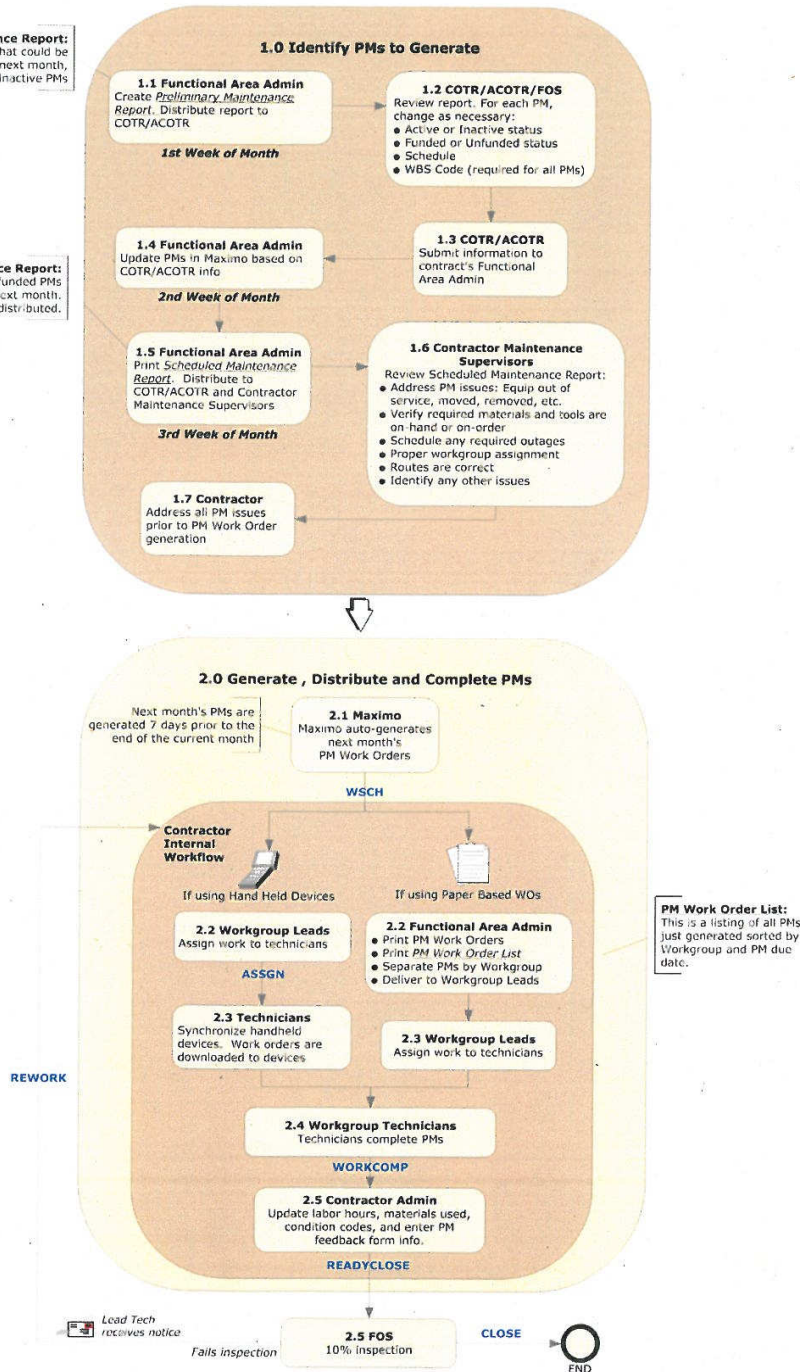 nce Report:
hat could be
next month,
inactive PMs
1.0 Identify PMs to Generate
1.1 Functional Area Admin
Create Preliminary Maintenance
Report. Distribute report to
COTR/ACOTR
1st Week of Month
1.2 COTR/ACOTR/FOS
Review report. For each PM,
change as necessary:
● Active or Inactive status
● Funded or Unfunded status
● Schedule
● WBS Code (required for all PMs)
1.3 COTR/ACOTR
Submit information to
contract's Functional
Area Admin
1.4 Functional Area Admin
Update PMs in Maximo based on
COTR/ACOTR info
2nd Week of Month
ce Report:
funded PMs
ext month.
distributed.
1.5 Functional Area Admin
Print Scheduled Maintenance
Report. Distribute to
COTR/ACOTR and Contractor
Maintenance Supervisors
3rd Week of Month
1.6 Contractor Maintenance
Supervisors
Review Scheduled Maintenance Report:
● Address PM issues: Equip out of
service, moved, removed, etc.
● Verify required materials and tools are
on-hand or on-order
● Schedule any required outages
● Proper workgroup assignment
● Routes are correct
● Identify any other issues
1.7 Contractor
Address all PM issues
prior to PM Work Order
generation
2.0 Generate , Distribute and Complete PMs
Next month's PMs are
generated 7 days prior to the
end of the current month
2.1 Maximo
Maximo auto-generates
next month's
PM Work Orders
WSCH
Contractor
Internal
Workflow
If using Hand Held Devices
If using Paper Based WOs
2.2 Workgroup Leads
Assign work to technicians
ASSGN
2.3 Technicians
Synchronize handheld
devices. Work orders are
downloaded to devices
2.2 Functional Area Admin
● Print PM Work Orders
● Print PM Work Order List
● Separate PMs by Workgroup
● Deliver to Workgroup Leads
2.3 Workgroup Leads
Assign work to technicians
PM Work Order List:
This is a listing of all PMs
just generated sorted by
Workgroup and PM due
date.
REWORK
2.4 Workgroup Technicians
Technicians complete PMs
WORKCOMP
2.5 Contractor Admin
Update labor hours, materials used,
condition codes, and enter PM
feedback form info.
READYCLOSE
Lead Tech
receives notice
Fails inspection
2.5 FOS
10% inspection
CLOSE
END